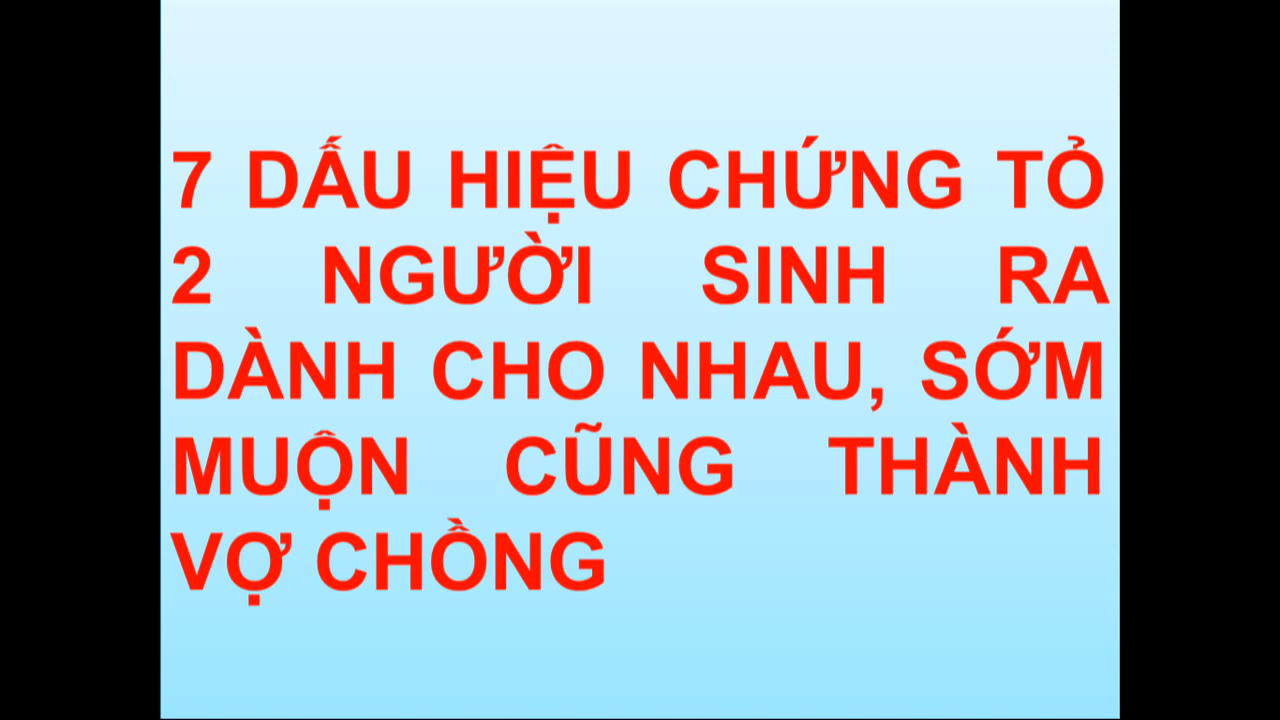 7 DẤU HIỆU CHỨNG TỎ
2 NGƯỜI SINH RA
DÀNH CHO NHAU, SỚM
MUỘN CŨNG THÀNH
VỢ CHỒNG